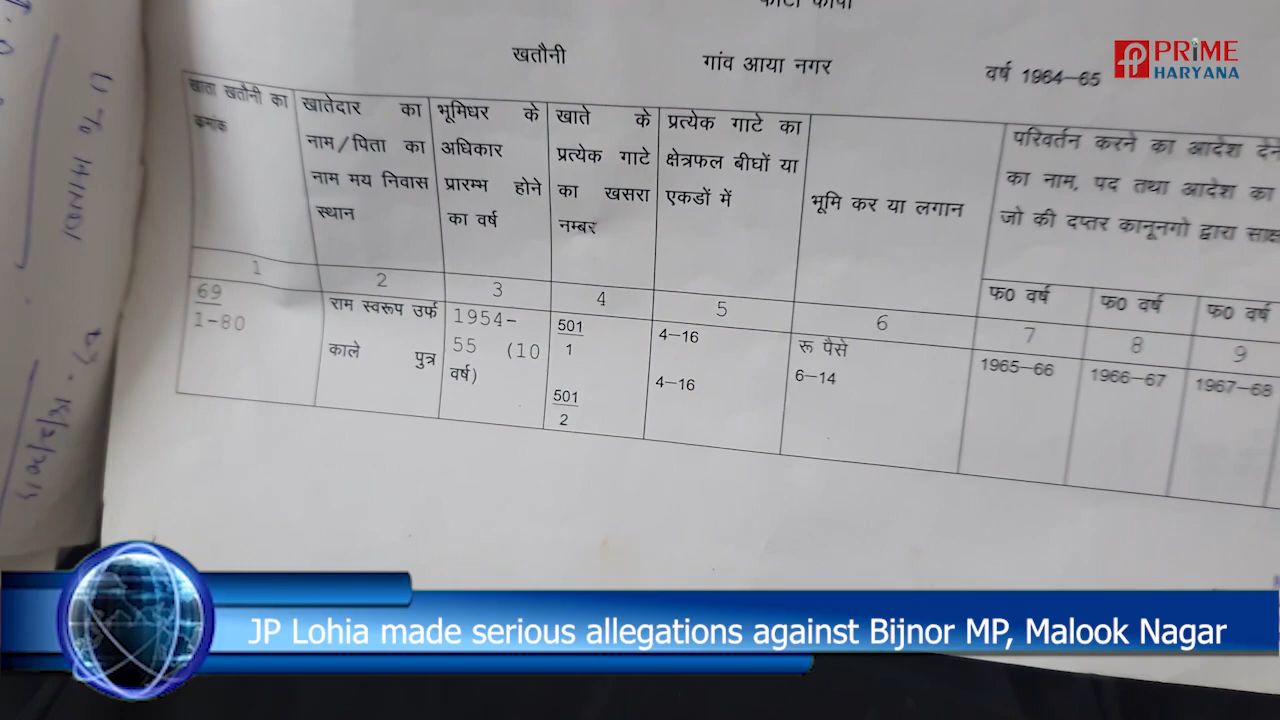 PRIME
HARYANA
खतौनी
गांव आया नगर
वर्ष 1964-65
खाता खतौनी का
क्रमांक
खातेदार का
नाम/पिता का
नाम मय निवास
स्थान
भूमिधर के
अधिकार
प्रारम्भ होने
का वर्ष
खाते के
प्रत्येक गाटे
का खसरा
नम्बर
प्रत्येक गाटे का
क्षेत्रफल बीघों या
एकडों में
भूमि कर या लगान
परिवर्तन करने का आदेश देने
का नाम, पद तथा आदेश का
जो की दप्तर कानूनगो द्वारा
फ0 वर्ष
फ0 वर्ष
फ0 वर्ष
1
2
3
4
5
6
7
8
9
69
1-80
राम स्वरूप उर्फ
काले पुत्र
1954-
55 (10
वर्ष)
501
1
501
2
4-16
4-16
रू पैसे
6-14
1965-66
1966-67
1967-68
JP Lohia made serious allegations against Bijnor MP, Malook Nagar